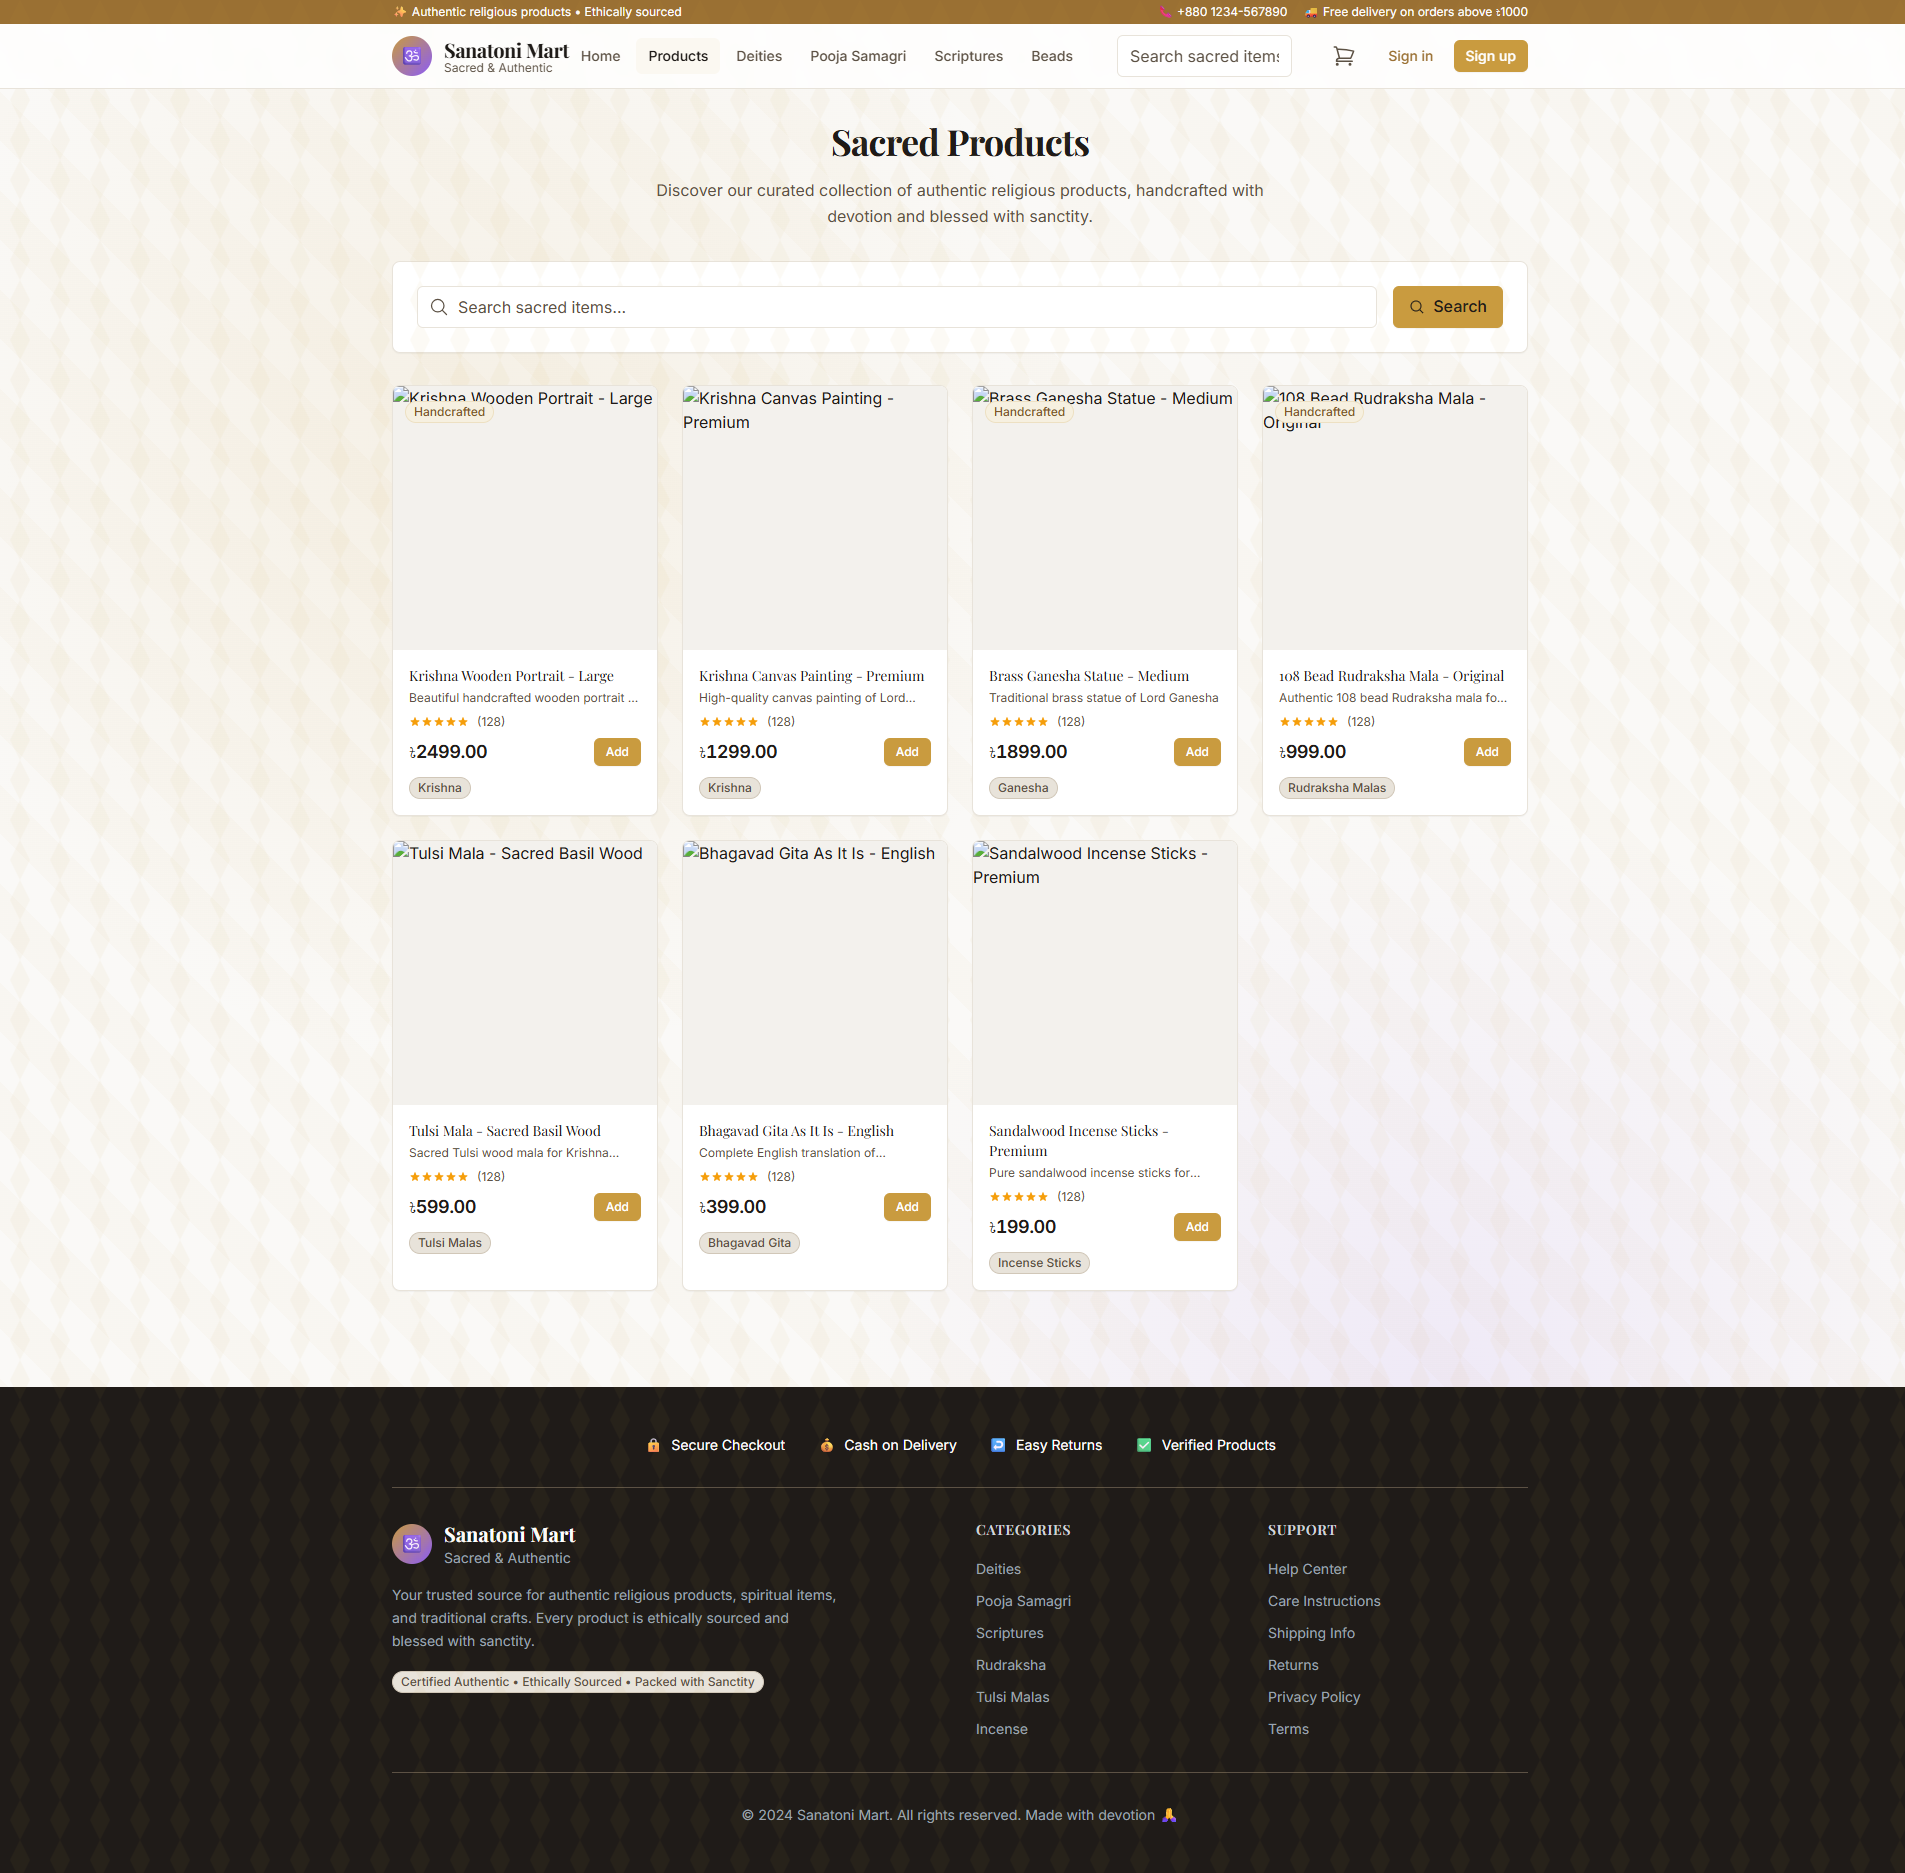 ✨ Authentic religious products • Ethically sourced
📞 +880 1234-567890
🚚 Free delivery on orders above ৳1000
🕉️
Sanatoni Mart
Sacred & Authentic
Home
Products
Deities
Pooja Samagri
Scriptures
Beads
Search sacred items
Sign in
Sign up
Sacred Products
Discover our curated collection of authentic religious products, handcrafted with
devotion and blessed with sanctity.
Search sacred items...
Search
Krishna Wooden Portrait - Large
Handcrafted
Krishna Canvas Painting -
Premium
Brass Ganesha Statue - Medium
Handcrafted
108 Bead Rudraksha Mala -
Original
Handcrafted
Krishna Wooden Portrait - Large
Beautiful handcrafted wooden portrait ...
★★★★★ (128)
৳2499.00
Add
Krishna
Krishna Canvas Painting - Premium
High-quality canvas painting of Lord...
★★★★★ (128)
৳1299.00
Add
Krishna
Brass Ganesha Statue - Medium
Traditional brass statue of Lord Ganesha
★★★★★ (128)
৳1899.00
Add
Ganesha
108 Bead Rudraksha Mala - Original
Authentic 108 bead Rudraksha mala fo...
★★★★★ (128)
৳999.00
Add
Rudraksha Malas
Tulsi Mala - Sacred Basil Wood
Bhagavad Gita As It Is - English
Sandalwood Incense Sticks -
Premium
Tulsi Mala - Sacred Basil Wood
Sacred Tulsi wood mala for Krishna...
★★★★★ (128)
৳599.00
Add
Tulsi Malas
Bhagavad Gita As It Is - English
Complete English translation of...
★★★★★ (128)
৳399.00
Add
Bhagavad Gita
Sandalwood Incense Sticks -
Premium
Pure sandalwood incense sticks for...
★★★★★ (128)
৳199.00
Add
Incense Sticks
🔒 Secure Checkout
💰 Cash on Delivery
↩️ Easy Returns
✅ Verified Products
🕉️
Sanatoni Mart
Sacred & Authentic
Your trusted source for authentic religious products, spiritual items,
and traditional crafts. Every product is ethically sourced and
blessed with sanctity.
Certified Authentic • Ethically Sourced • Packed with Sanctity
CATEGORIES
Deities
Pooja Samagri
Scriptures
Rudraksha
Tulsi Malas
Incense
SUPPORT
Help Center
Care Instructions
Shipping Info
Returns
Privacy Policy
Terms
© 2024 Sanatoni Mart. All rights reserved. Made with devotion 🙏